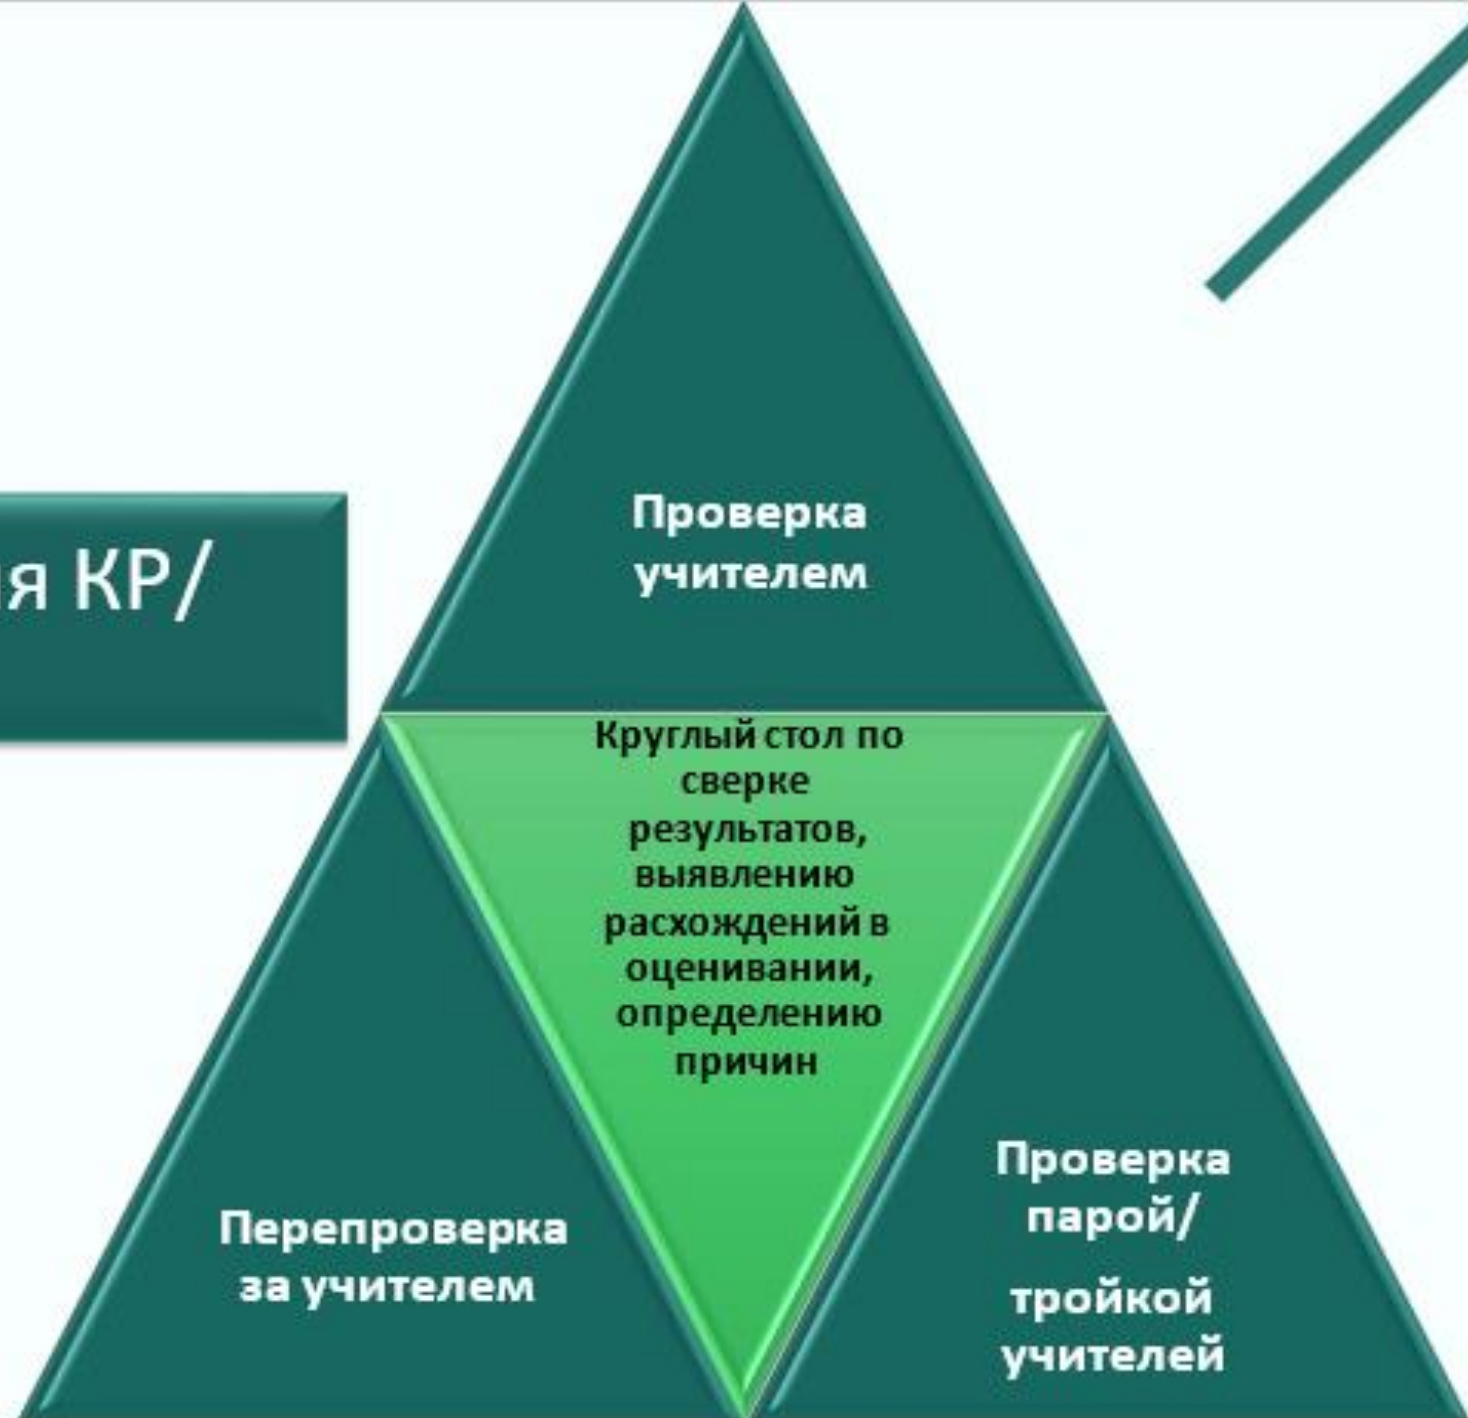 Проверка
учителем
я КР/
Круглый стол по
сверке
результатов,
выявлению
расхождений в
оценивании,
определению
причин
Перепроверка
за учителем
Проверка
парой/
тройкой
учителей